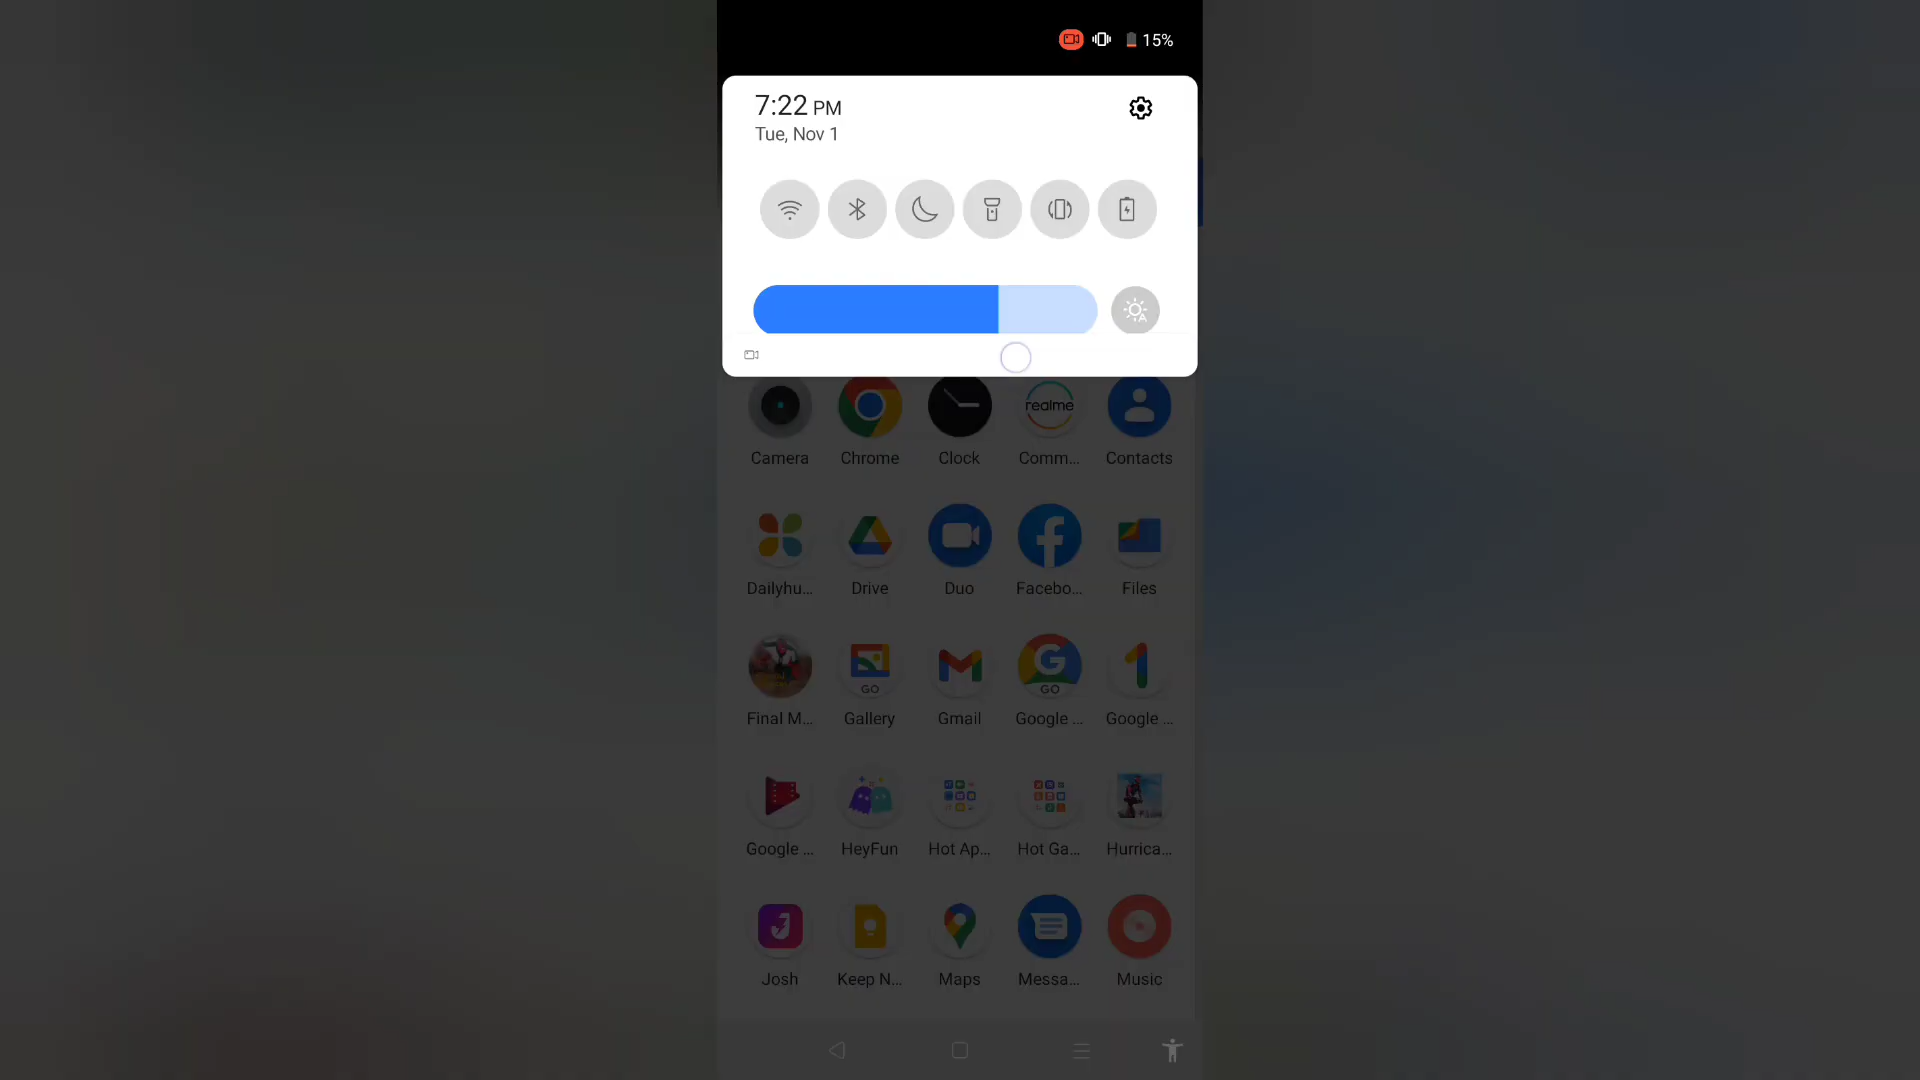 15%
7:22 PM
Tue, Nov 1
realme
Camera Chrome Clock Comm... Contacts
Dailyhu... Drive Duo Facebo... Files
GO G GO
Final M... Gallery Gmail Google ... Google ...
Google ... HeyFun Hot Ap... Hot Ga... Hurrica...
Josh Keep N... Maps Messa... Music